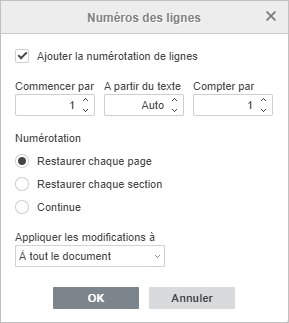 Numéros des lignes
Ajouter la numérotation de lignes
Commencer par A partir du texte Compter par
1 Auto 1
Numérotation
Restaurer chaque page
Restaurer chaque section
Continue
Appliquer les modifications à
À tout le document
OK Annuler